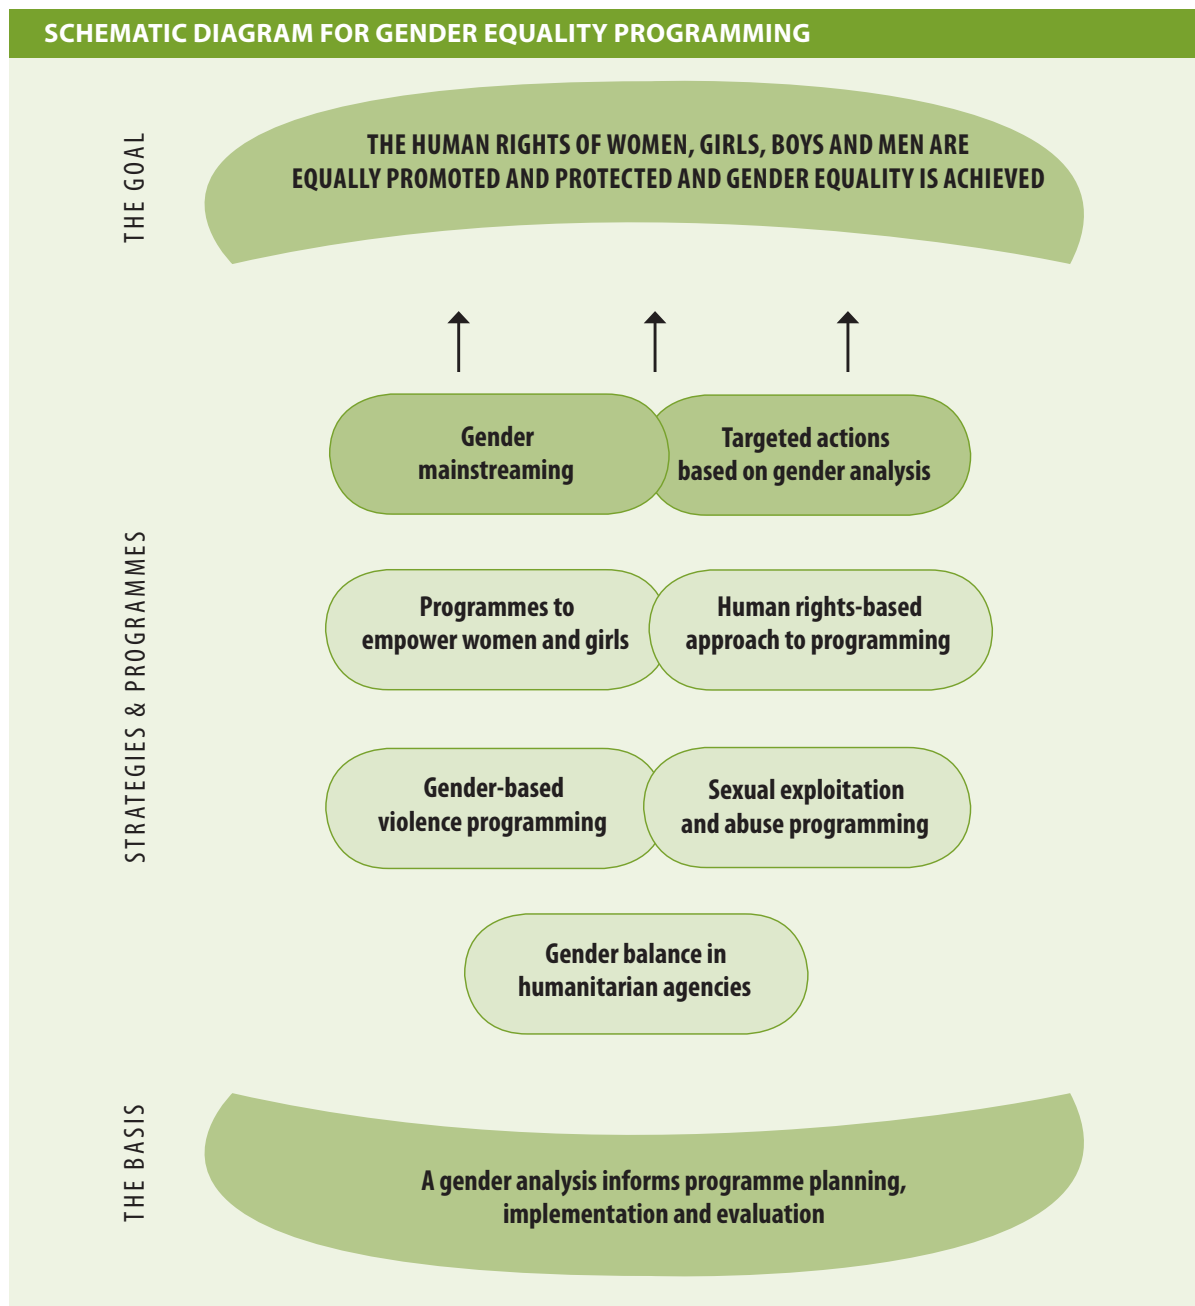 SCHEMATIC DIAGRAM FOR GENDER EQUALITY PROGRAMMING
THE GOAL
THE HUMAN RIGHTS OF WOMEN, GIRLS, BOYS AND MEN ARE
EQUALLY PROMOTED AND PROTECTED AND GENDER EQUALITY IS ACHIEVED
STRATEGIES & PROGRAMMES
Gender
mainstreaming
Targeted actions
based on gender analysis
Programmes to
empower women and girls
Human rights-based
approach to programming
Gender-based
violence programming
Sexual exploitation
and abuse programming
Gender balance in
humanitarian agencies
THE BASIS
A gender analysis informs programme planning,
implementation and evaluation